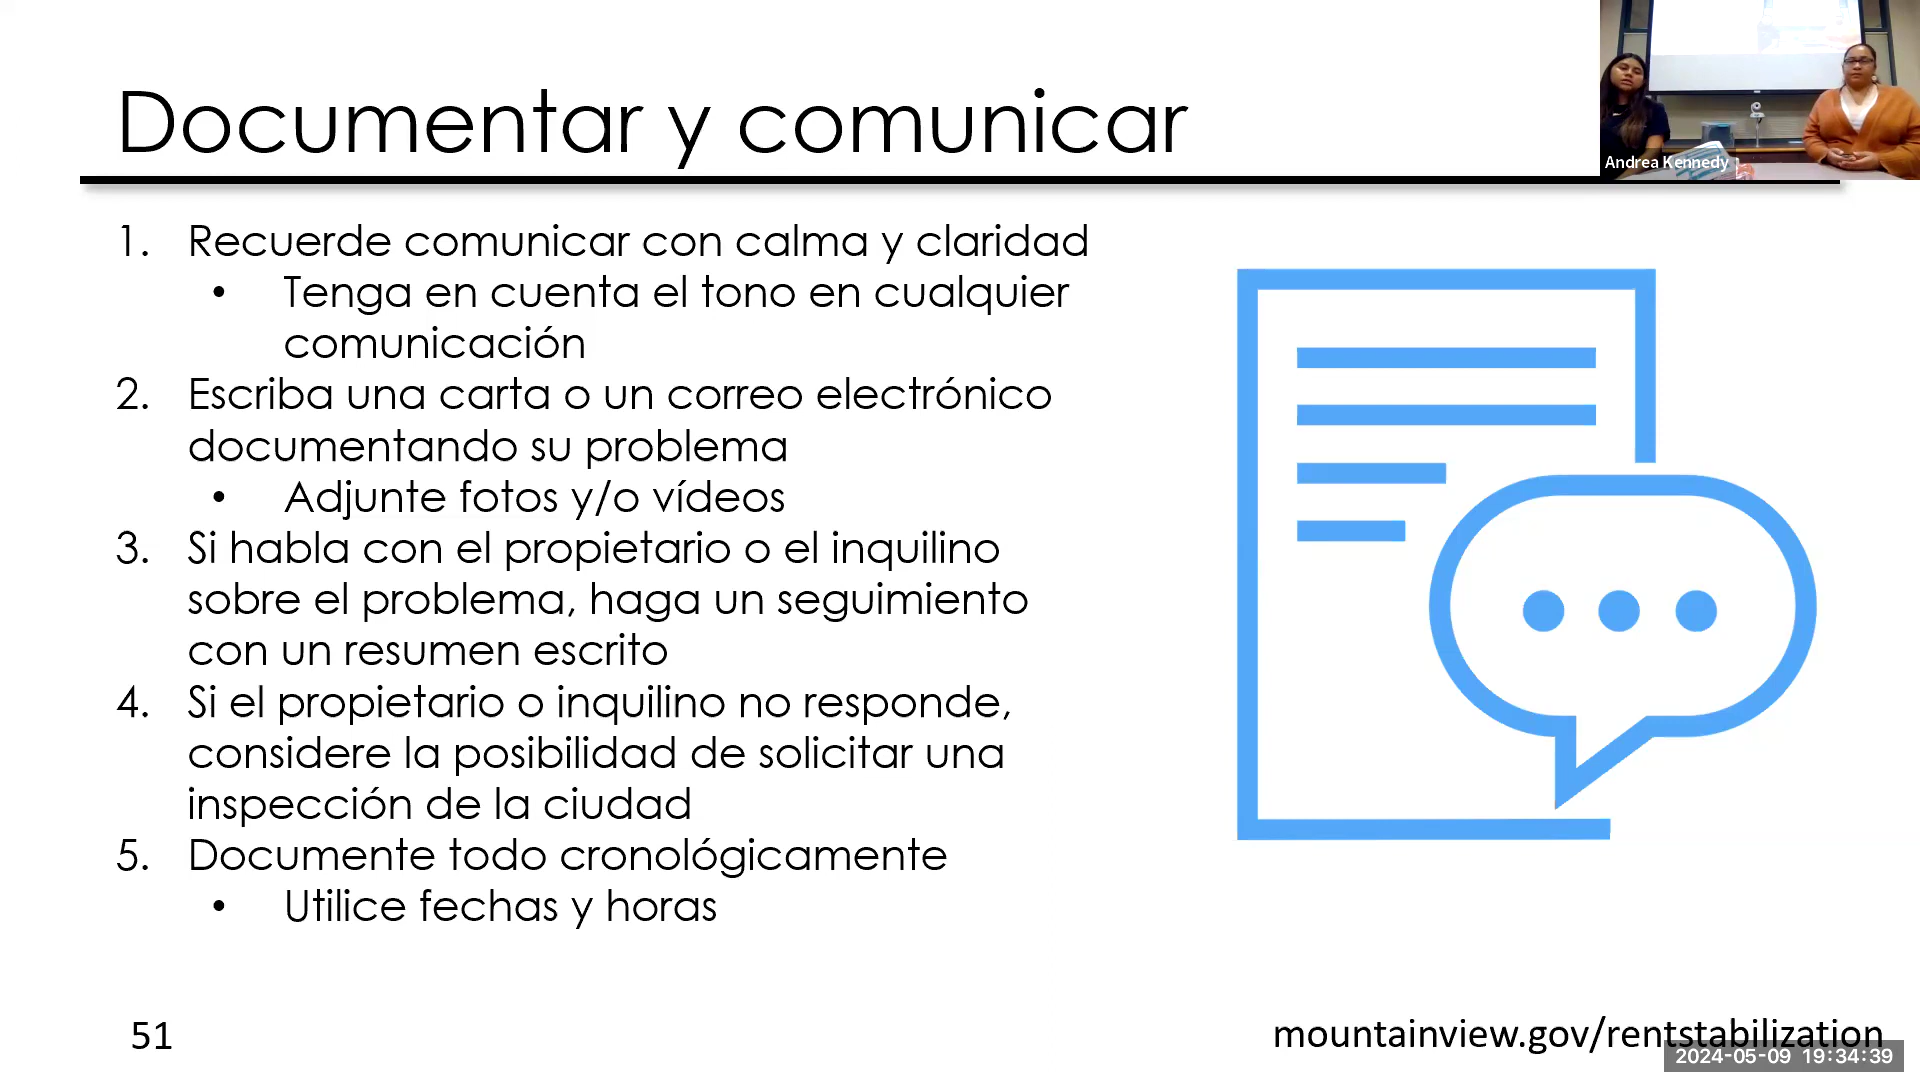 Documentar y comunicar
Andrea Kennedy
1. Recuerde comunicar con calma y claridad
• Tenga en cuenta el tono en cualquier
comunicación
2. Escriba una carta o un correo electrónico
documentando su problema
• Adjunte fotos y/o vídeos
3. Si habla con el propietario o el inquilino
sobre el problema, haga un seguimiento
con un resumen escrito
4. Si el propietario o inquilino no responde,
considere la posibilidad de solicitar una
inspección de la ciudad
5. Documente todo cronológicamente
• Utilice fechas y horas
51
mountainview.gov/rentstabilization
2024-05-09 19:34:39